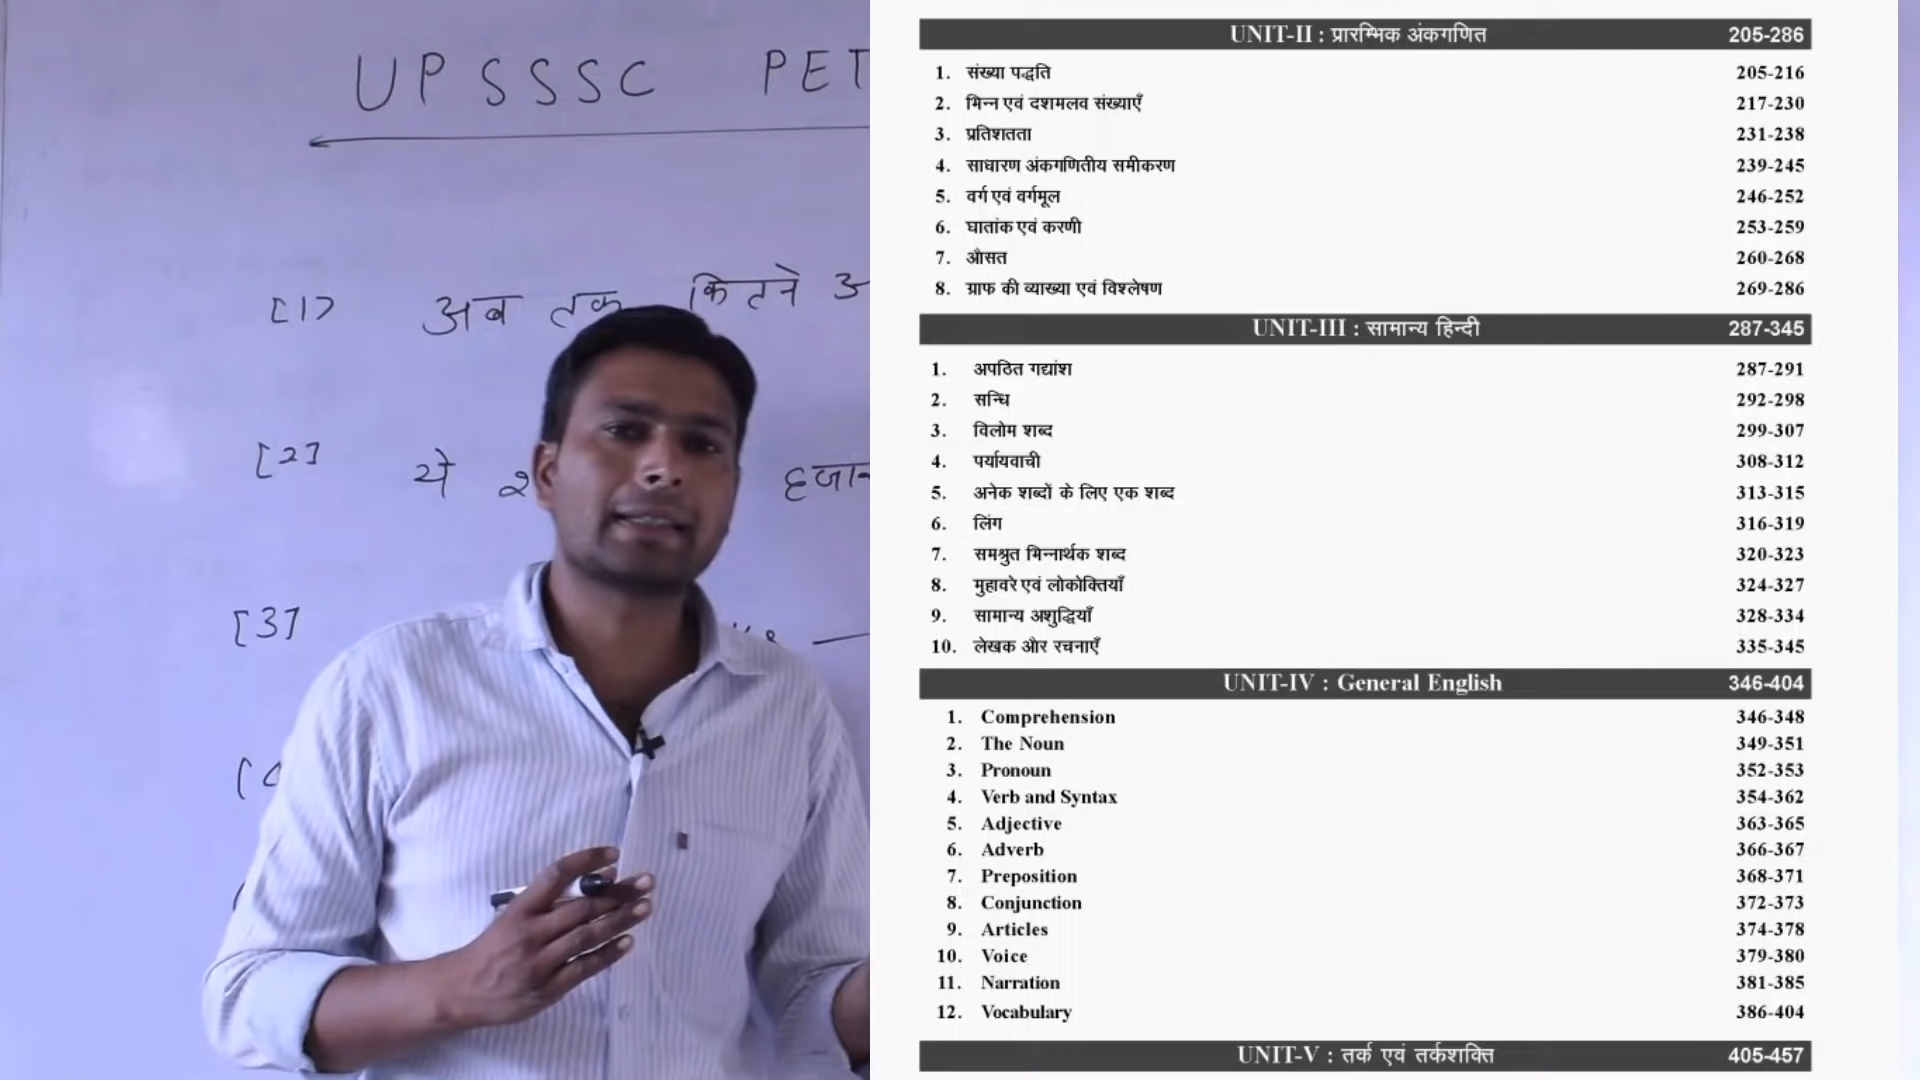 UPSSSC PET
[1] अब तक कितने अ
[2] ये
[3]
UNIT-II : प्रारम्भिक अंकगणित 205-286
1. संख्या पद्धति 205-216
2. भिन्न एवं दशमलव संख्याएँ 217-230
3. प्रतिशतता 231-238
4. साधारण अंकगणितीय समीकरण 239-245
5. वर्ग एवं वर्गमूल 246-252
6. घातांक एवं करणी 253-259
7. औसत 260-268
8. ग्राफ की व्याख्या एवं विश्लेषण 269-286
UNIT-III : सामान्य हिन्दी 287-345
1. अपठित गद्यांश 287-291
2. सन्धि 292-298
3. विलोम शब्द 299-307
4. पर्यायवाची 308-312
5. अनेक शब्दों के लिए एक शब्द 313-315
6. लिंग 316-319
7. समश्रुत भिन्नार्थक शब्द 320-323
8. मुहावरे एवं लोकोक्तियाँ 324-327
9. सामान्य अशुद्धियाँ 328-334
10. लेखक और रचनाएँ 335-345
UNIT-IV : General English 346-404
1. Comprehension 346-348
2. The Noun 349-351
3. Pronoun 352-353
4. Verb and Syntax 354-362
5. Adjective 363-365
6. Adverb 366-367
7. Preposition 368-371
8. Conjunction 372-373
9. Articles 374-378
10. Voice 379-380
11. Narration 381-385
12. Vocabulary 386-404
UNIT-V : तर्क एवं तर्कशक्ति 405-457